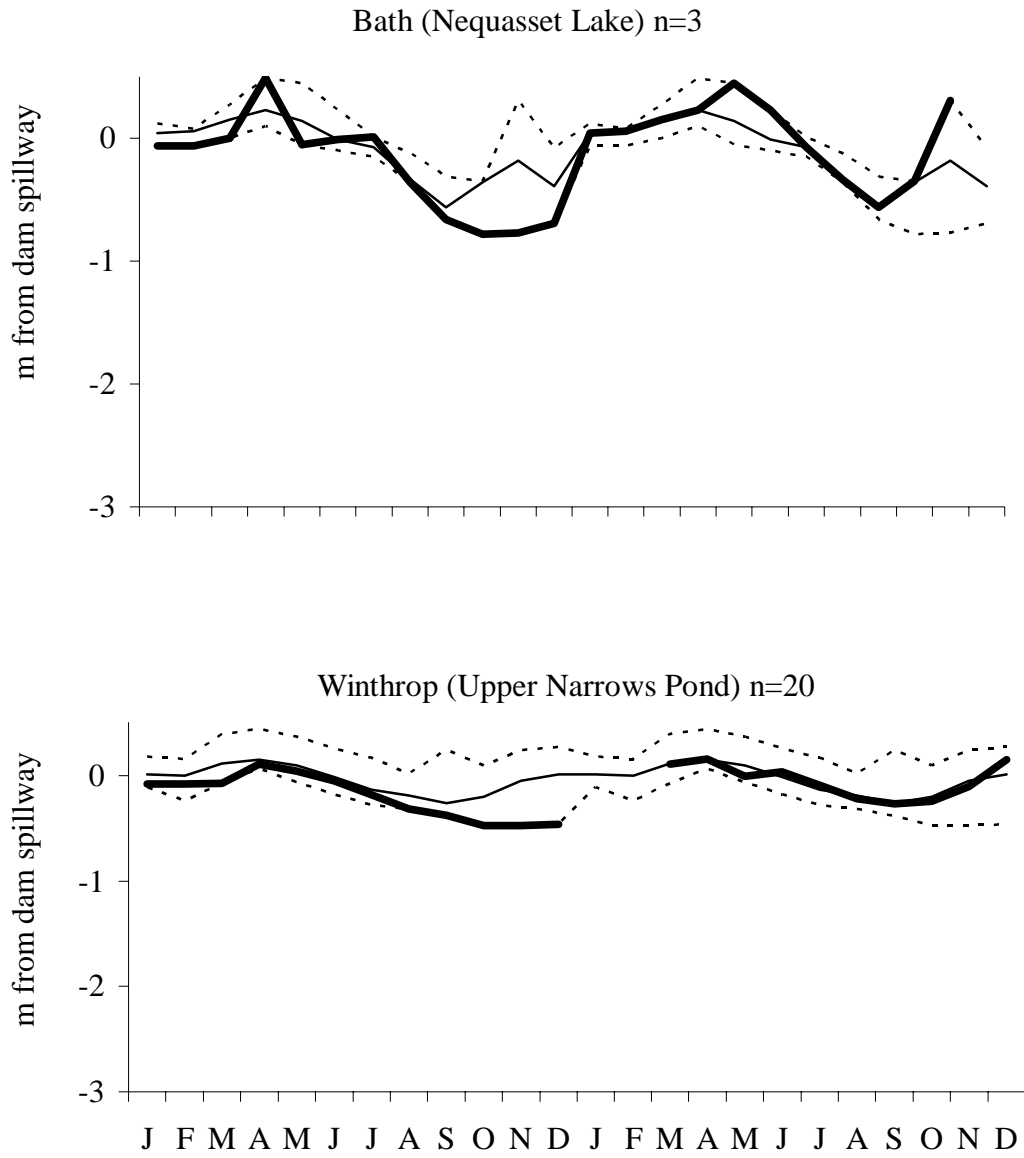 Bath (Nequasset Lake) n=3
m from dam spillway
0
-1
-2
-3
Winthrop (Upper Narrows Pond) n=20
m from dam spillway
0
-1
-2
-3
J F M A M J J A S O N D J F M A M J J A S O N D